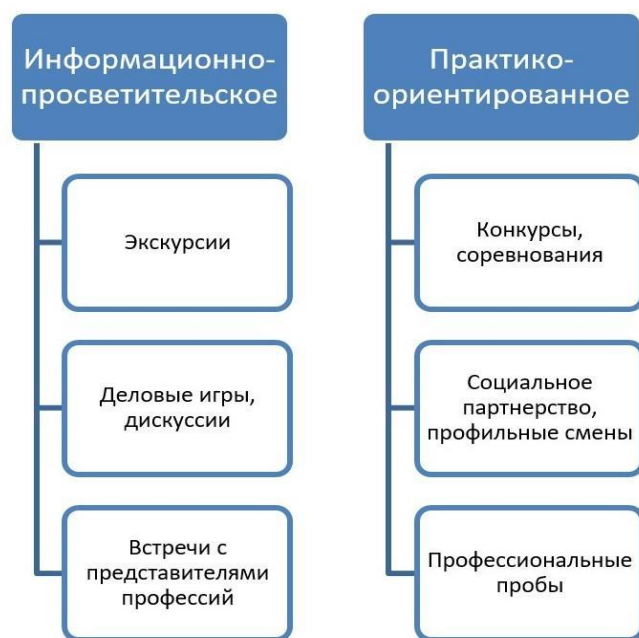 Информационно-
просветительское
Экскурсии
Деловые игры,
дискуссии
Встречи с
представителями
профессий
Практико-
ориентированное
Конкурсы,
соревнования
Социальное
партнерство,
профильные смены
Профессиональные
пробы